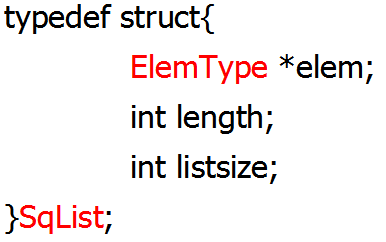 typedef struct{
ElemType *elem;
int length;
int listsize;
}SqList;